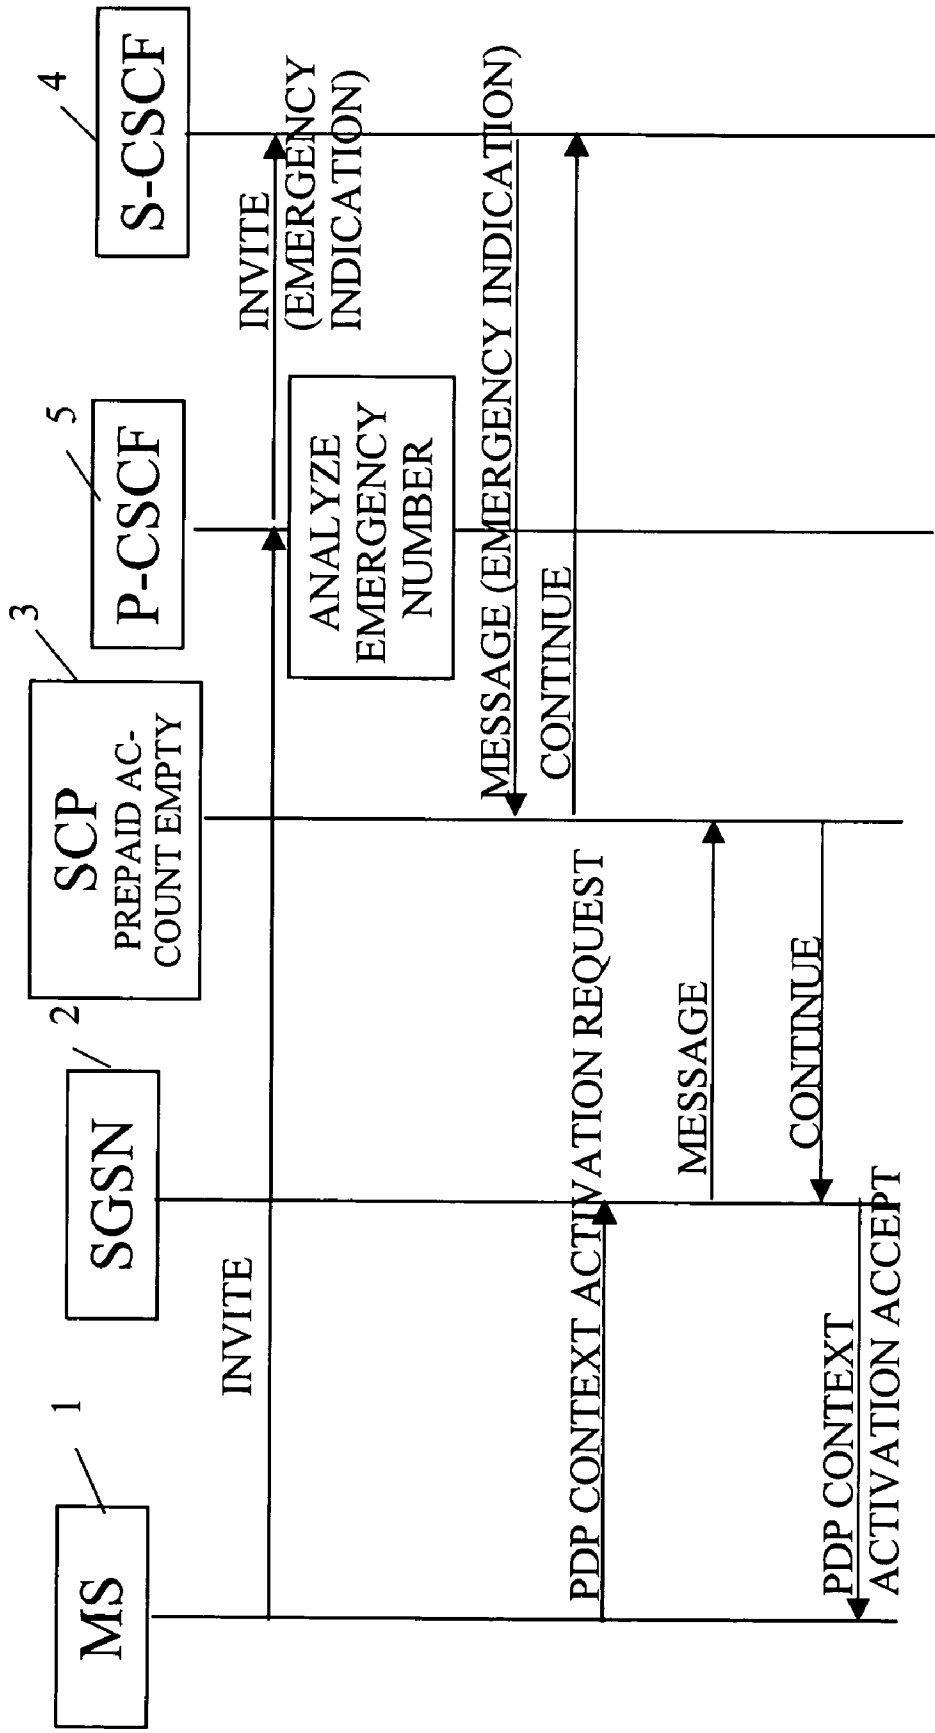 MS
1
SGSN
2
SCP
PREPAID AC-
COUNT EMPTY
3
P-CSCF
5
S-CSCF
4
INVITE
INVITE
(EMERGENCY
INDICATION)
ANALYZE
EMERGENCY
NUMBER
MESSAGE (EMERGENCY INDICATION)
CONTINUE
PDP CONTEXT ACTIVATION REQUEST
MESSAGE
CONTINUE
PDP CONTEXT
ACTIVATION ACCEPT